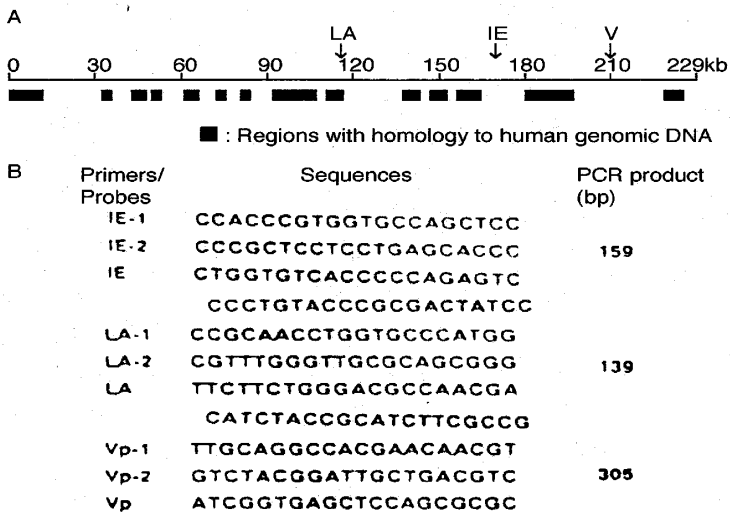 A
LA IE V
0 30 60 90 120 150 180 210 229kb
: Regions with homology to human genomic DNA
B Primers/ Sequences PCR product
Probes (bp)
IE-1 CCACCCGTGGTGCCAGCTCC
IE-2 CCCGCTCCTCCTGAGCACCC 159
IE CTGGTGTCACCCCCAGAGTC
CCCTGTACCCGCGACTATCC
LA-1 CCGCAACCTGGTGCCCATGG
LA-2 CGTTTGGGTTGCGCAGCGGG 139
LA TTCTTCTGGGACGCCAACGA
CATCTACCGCATCTTCGCCG
Vp-1 TTGCAGGCCACGAACAACGT
Vp-2 GTCTACGGATTGCTGACGTC 305
Vp ATCGGTGAGCTCCAGCGCGC